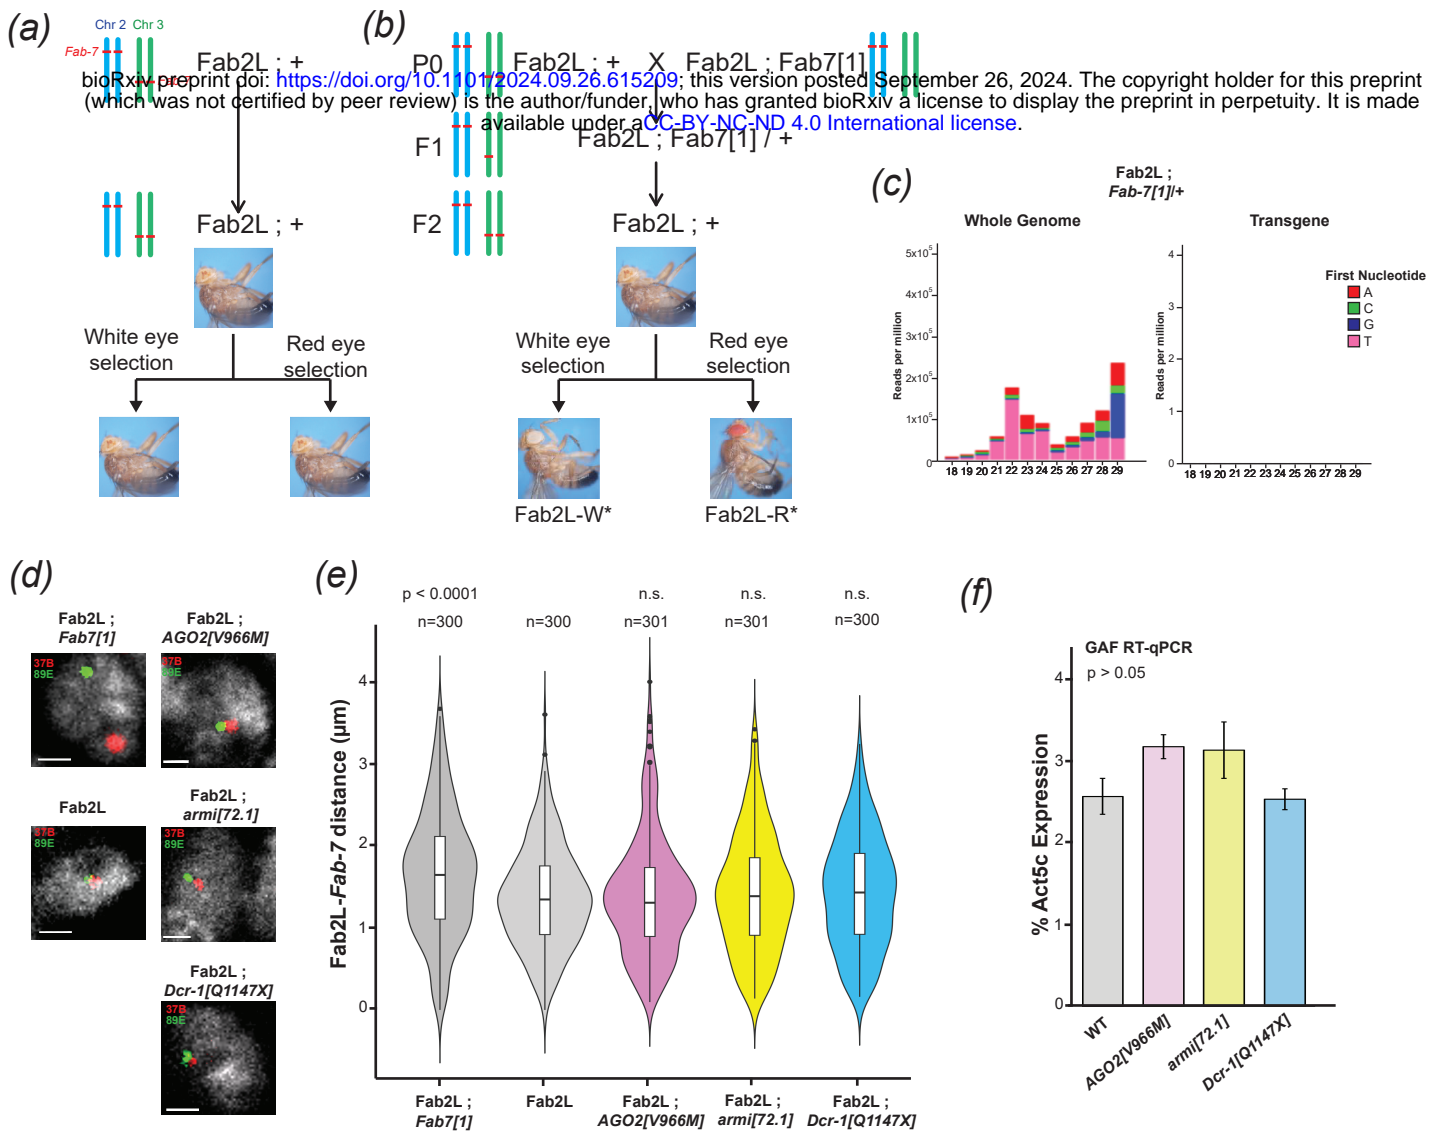 (a)
Chr 2 Chr 3
Fab-7
Fab2L ; +
Fab2L ; +
White eye
selection
Red eye
selection
(b)
P0
Fab2L ; + X Fab2L ; Fab7[1]
bioRxiv preprint doi: https://doi.org/10.1101/2024.09.26.615209; this version posted September 26, 2024. The copyright holder for this preprint
(which was not certified by peer review) is the author/funder, who has granted bioRxiv a license to display the preprint in perpetuity. It is made
available under aCC-BY-NC-ND 4.0 International license.
F1
Fab2L ; Fab7[1] / +
F2
Fab2L ; +
White eye
selection
Red eye
selection
Fab2L-W*
Fab2L-R*
(c)
Fab2L ;
Fab-7[1]/+
Whole Genome
Reads per million
5x10⁵
4x10⁵
3x10⁵
2x10⁵
1x10⁵
0
18 19 20 21 22 23 24 25 26 27 28 29
Transgene
Reads per million
4
3
2
1
0
18 19 20 21 22 23 24 25 26 27 28 29
First Nucleotide
A
C
G
T
(d)
Fab2L ;
Fab7[1]
37B
89E
Fab2L ;
AGO2[V966M]
37B
89E
Fab2L
37B
89E
Fab2L ;
armi[72.1]
37B
89E
Fab2L ;
Dcr-1[Q1147X]
37B
89E
(e)
p < 0.0001
n.s.
n.s.
n.s.
n=300
n=300
n=301
n=301
n=300
Fab2L-Fab-7 distance (µm)
4
3
2
1
0
Fab2L ;
Fab7[1]
Fab2L
Fab2L ;
AGO2[V966M]
Fab2L ;
armi[72.1]
Fab2L ;
Dcr-1[Q1147X]
(f)
GAF RT-qPCR
p > 0.05
% Act5c Expression
4
3
2
1
0
WT
AGO2[V966M]
armi[72.1]
Dcr-1[Q1147X]